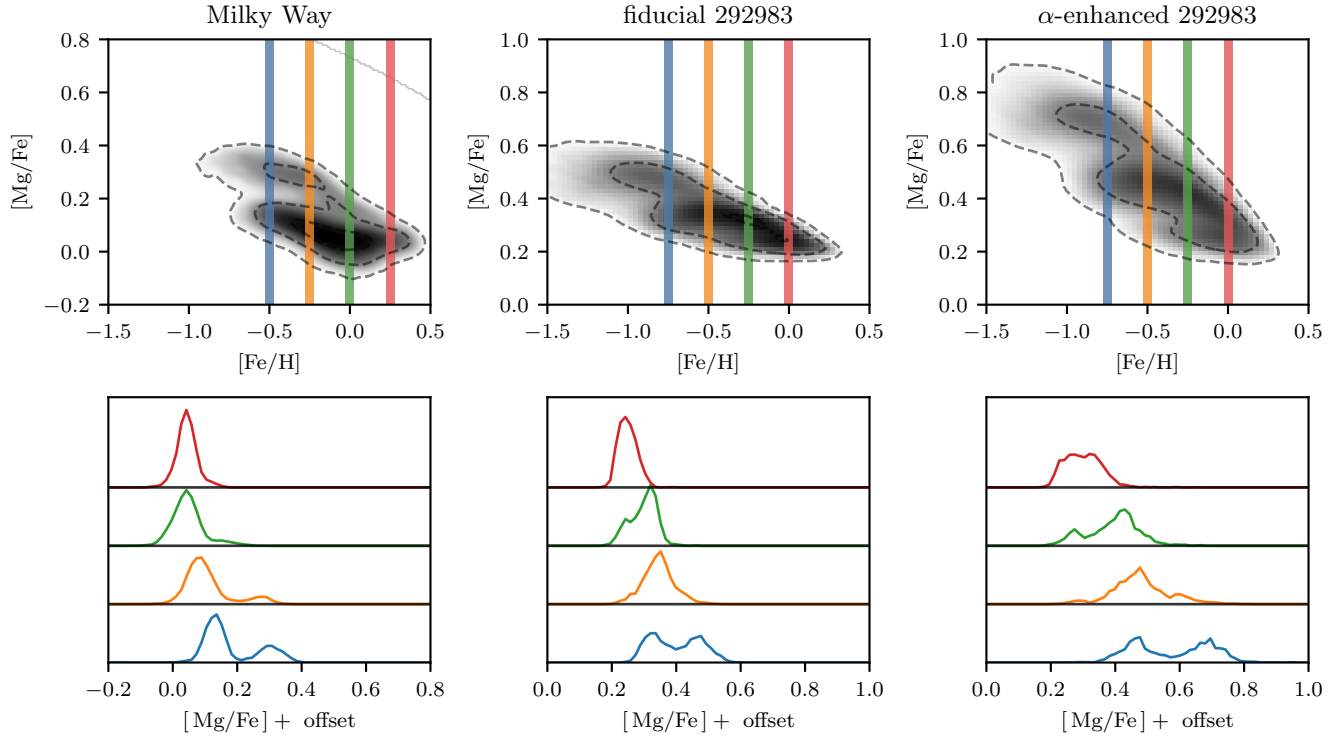 Milky Way
fiducial 292983
α-enhanced 292983
0.8
0.6
0.4
0.2
0.0
−0.2
[Mg/Fe]
−1.5 −1.0 −0.5 0.0 0.5
[Fe/H]
1.0
0.8
0.6
0.4
0.2
0.0
[Mg/Fe]
−1.5 −1.0 −0.5 0.0 0.5
[Fe/H]
1.0
0.8
0.6
0.4
0.2
0.0
[Mg/Fe]
−1.5 −1.0 −0.5 0.0 0.5
[Fe/H]
−0.2 0.0 0.2 0.4 0.6 0.8
[Mg/Fe] + offset
0.0 0.2 0.4 0.6 0.8 1.0
[Mg/Fe] + offset
0.0 0.2 0.4 0.6 0.8 1.0
[Mg/Fe] + offset